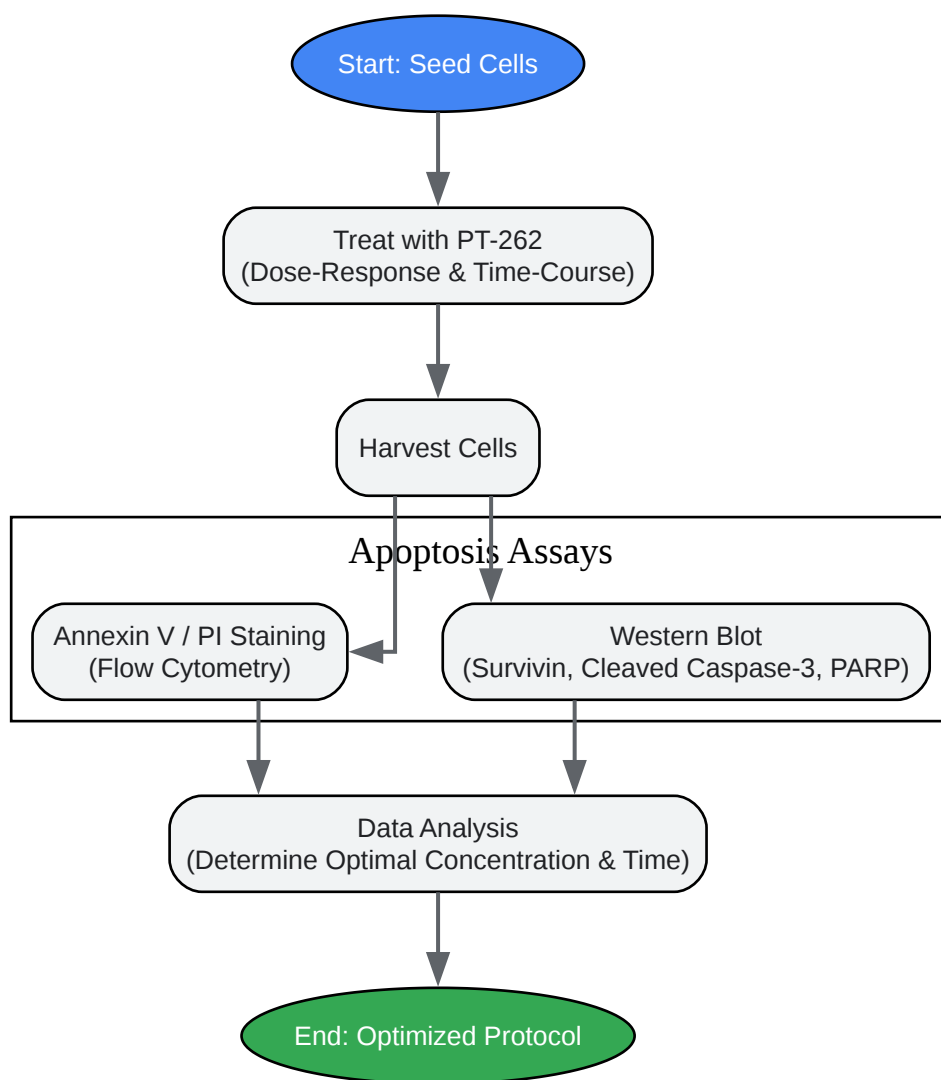 Start: Seed Cells
Treat with PT-262
(Dose-Response & Time-Course)
Harvest Cells
Apoptosis Assays
Annexin V / PI Staining
(Flow Cytometry)
Western Blot
(Survivin, Cleaved Caspase-3, PARP)
Data Analysis
(Determine Optimal Concentration & Time)
End: Optimized Protocol